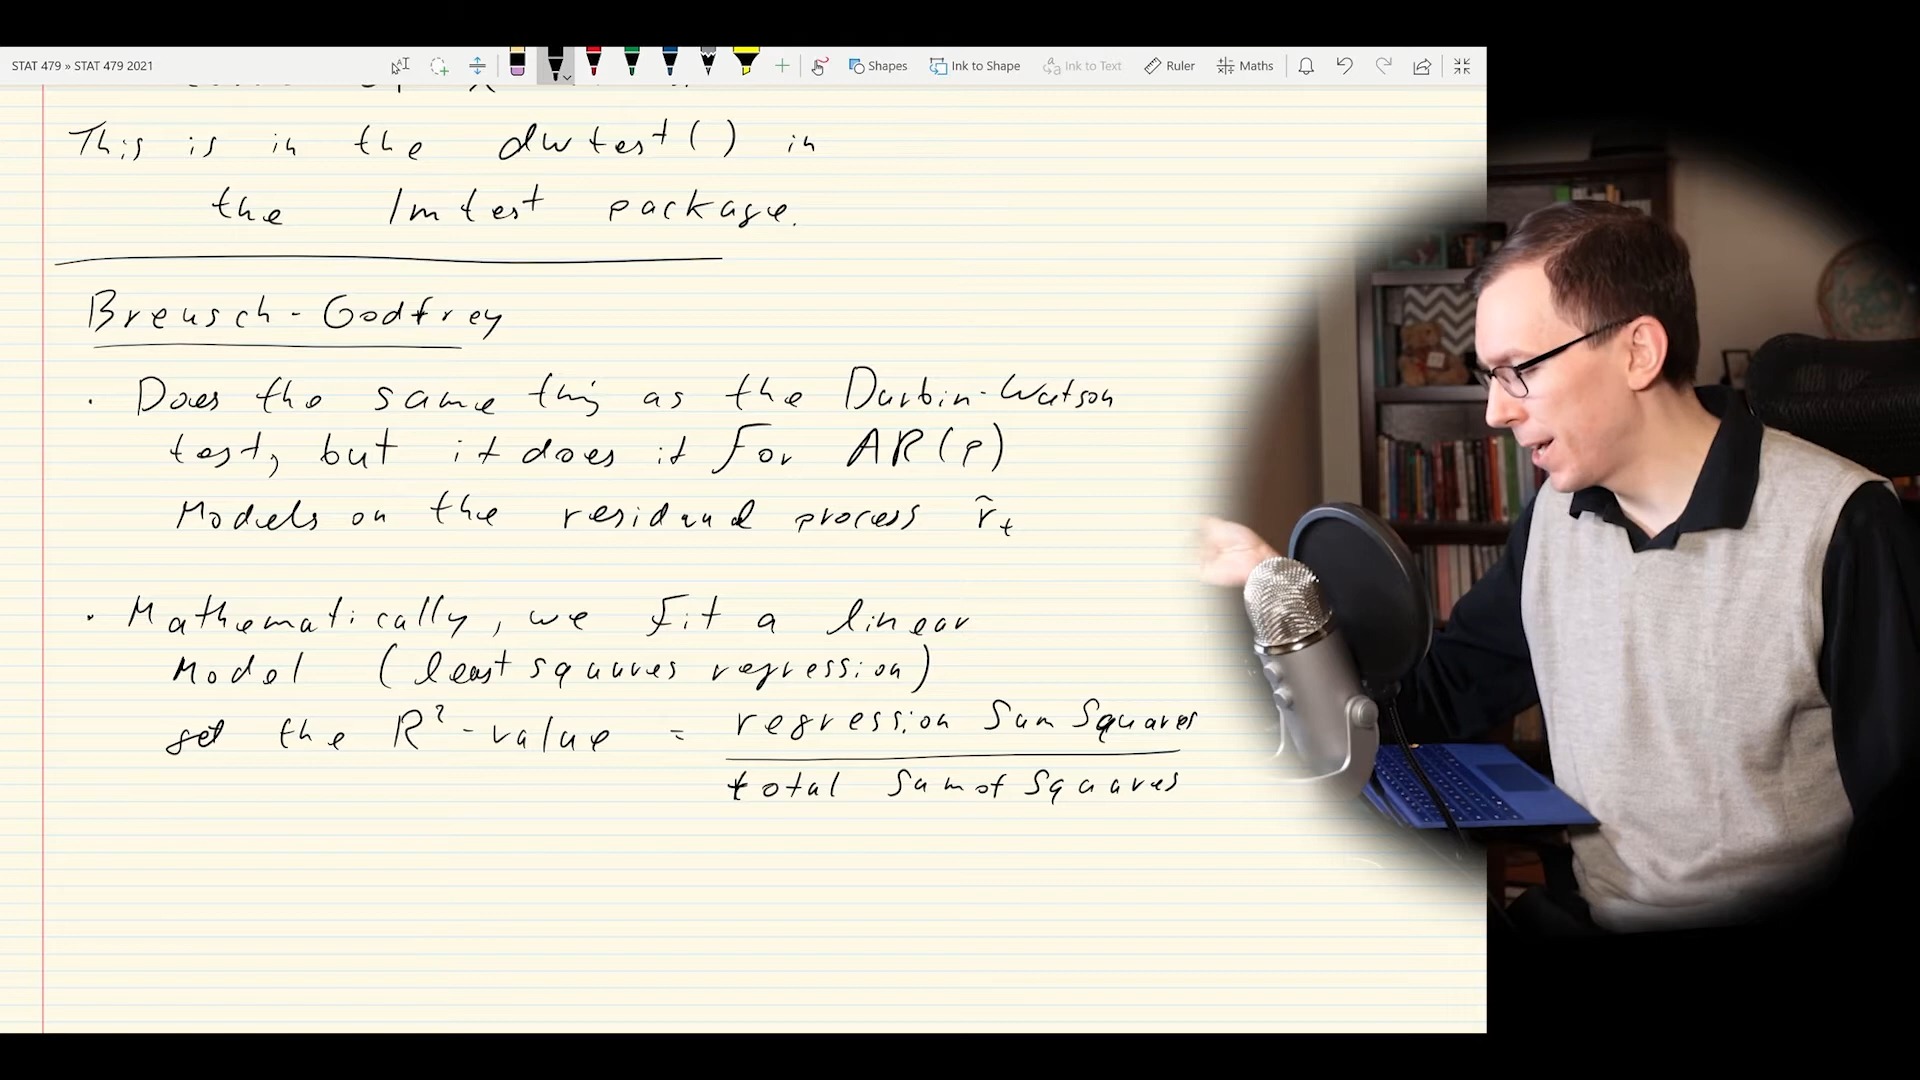 STAT 479 » STAT 479 2021
Shapes
Ink to Shape
Ink to Text
Ruler
Maths
This is in the dwtest() in
the lmtest package.
Breusch-Godfrey
· Does the same thing as the Durbin-Watson
test, but it does it For AR(p)
Models on the residual process r̃t
· Mathematically, we fit a linear
Model (least squares regression)
get the R²-value = regression Sum Squares
total Sum of Squares